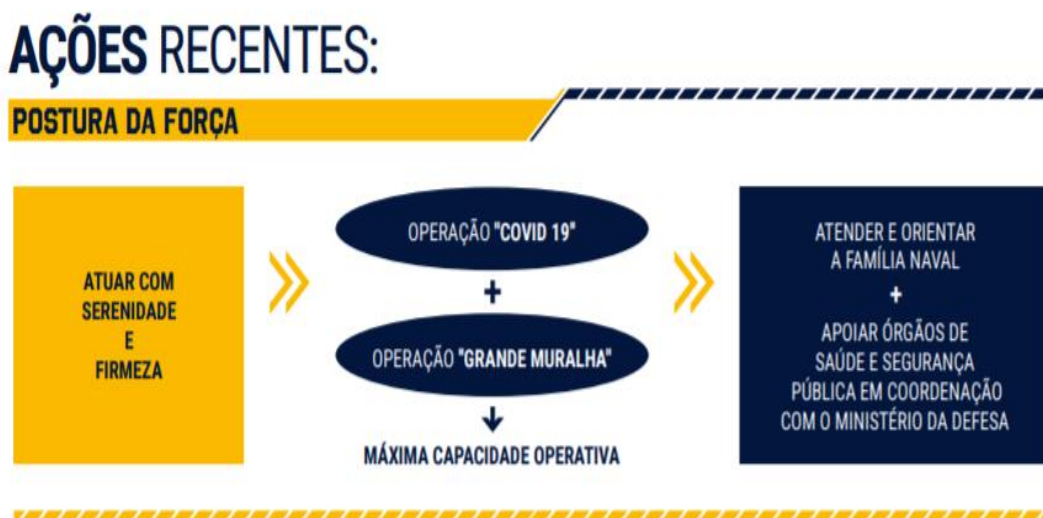 AÇÕES RECENTES:
POSTURA DA FORÇA
ATUAR COM
SERENIDADE
E
FIRMEZA
OPERAÇÃO "COVID 19"
+
OPERAÇÃO "GRANDE MURALHA"
MÁXIMA CAPACIDADE OPERATIVA
ATENDER E ORIENTAR
A FAMÍLIA NAVAL
+
APOIAR ÓRGÃOS DE
SAÚDE E SEGURANÇA
PÚBLICA EM COORDENAÇÃO
COM O MINISTÉRIO DA DEFESA